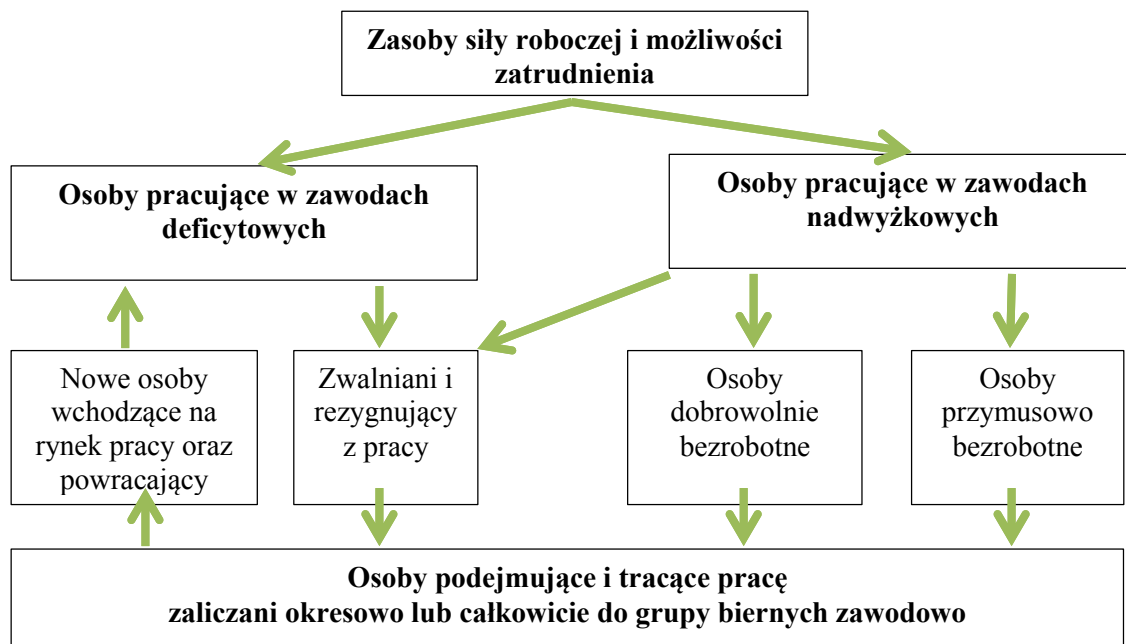 Zasoby siły roboczej i możliwości
zatrudnienia
Osoby pracujące w zawodach
deficytowych
Osoby pracujące w zawodach
nadwyżkowych
Nowe osoby
wchodzące na
rynek pracy oraz
powracający
Zwalniani i
rezygnujący
z pracy
Osoby
dobrowolnie
bezrobotne
Osoby
przymusowo
bezrobotne
Osoby podejmujące i tracące pracę
zaliczani okresowo lub całkowicie do grupy biernych zawodowo